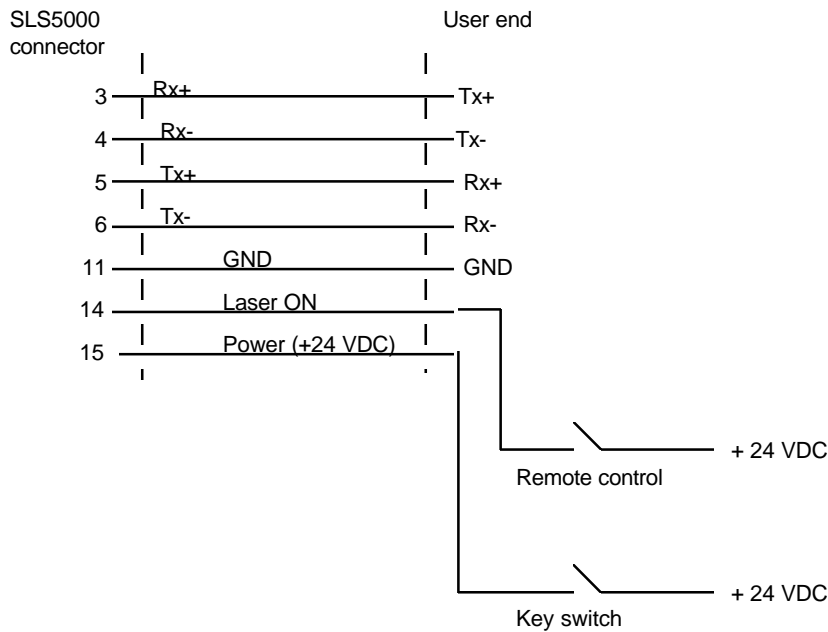 SLS5000 connector
User end
3 Rx+ Tx+
4 Rx- Tx-
5 Tx+ Rx+
6 Tx- Rx-
11 GND GND
14 Laser ON
15 Power (+24 VDC)
+ 24 VDC
Remote control
+ 24 VDC
Key switch